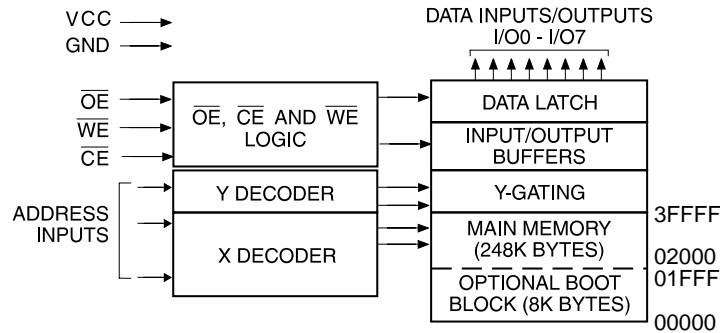 VCC
GND
OE
WE
CE
ADDRESS
INPUTS
OE, CE AND WE
LOGIC
Y DECODER
X DECODER
DATA INPUTS/OUTPUTS
I/O0 - I/O7
DATA LATCH
INPUT/OUTPUT
BUFFERS
Y-GATING
MAIN MEMORY
(248K BYTES)
OPTIONAL BOOT
BLOCK (8K BYTES)
3FFFF
02000
01FFF
00000